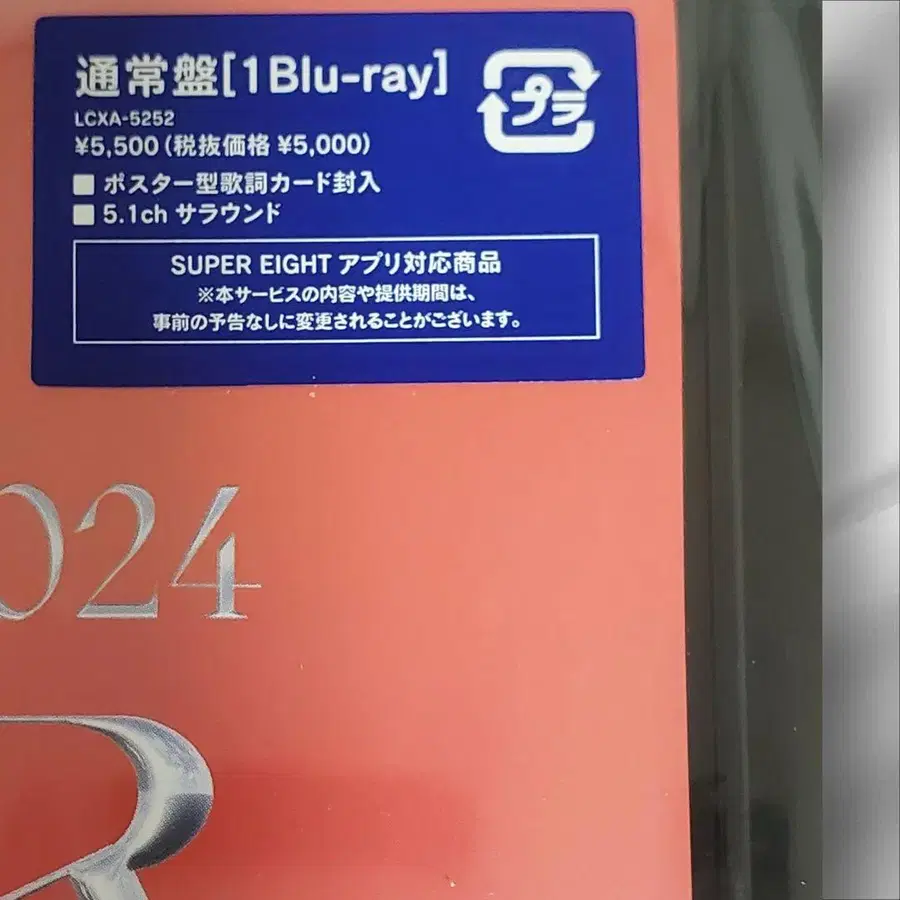 通常盤[1Blu-ray]
プラ
LCXA-5252
¥5,500(税抜価格 ¥5,000)
■ ポスター型歌詞カード封入
■ 5.1ch サラウンド
SUPER EIGHT アプリ対応商品
※本サービスの内容や提供期間は、
事前の予告なしに変更されることがございます。
024
R